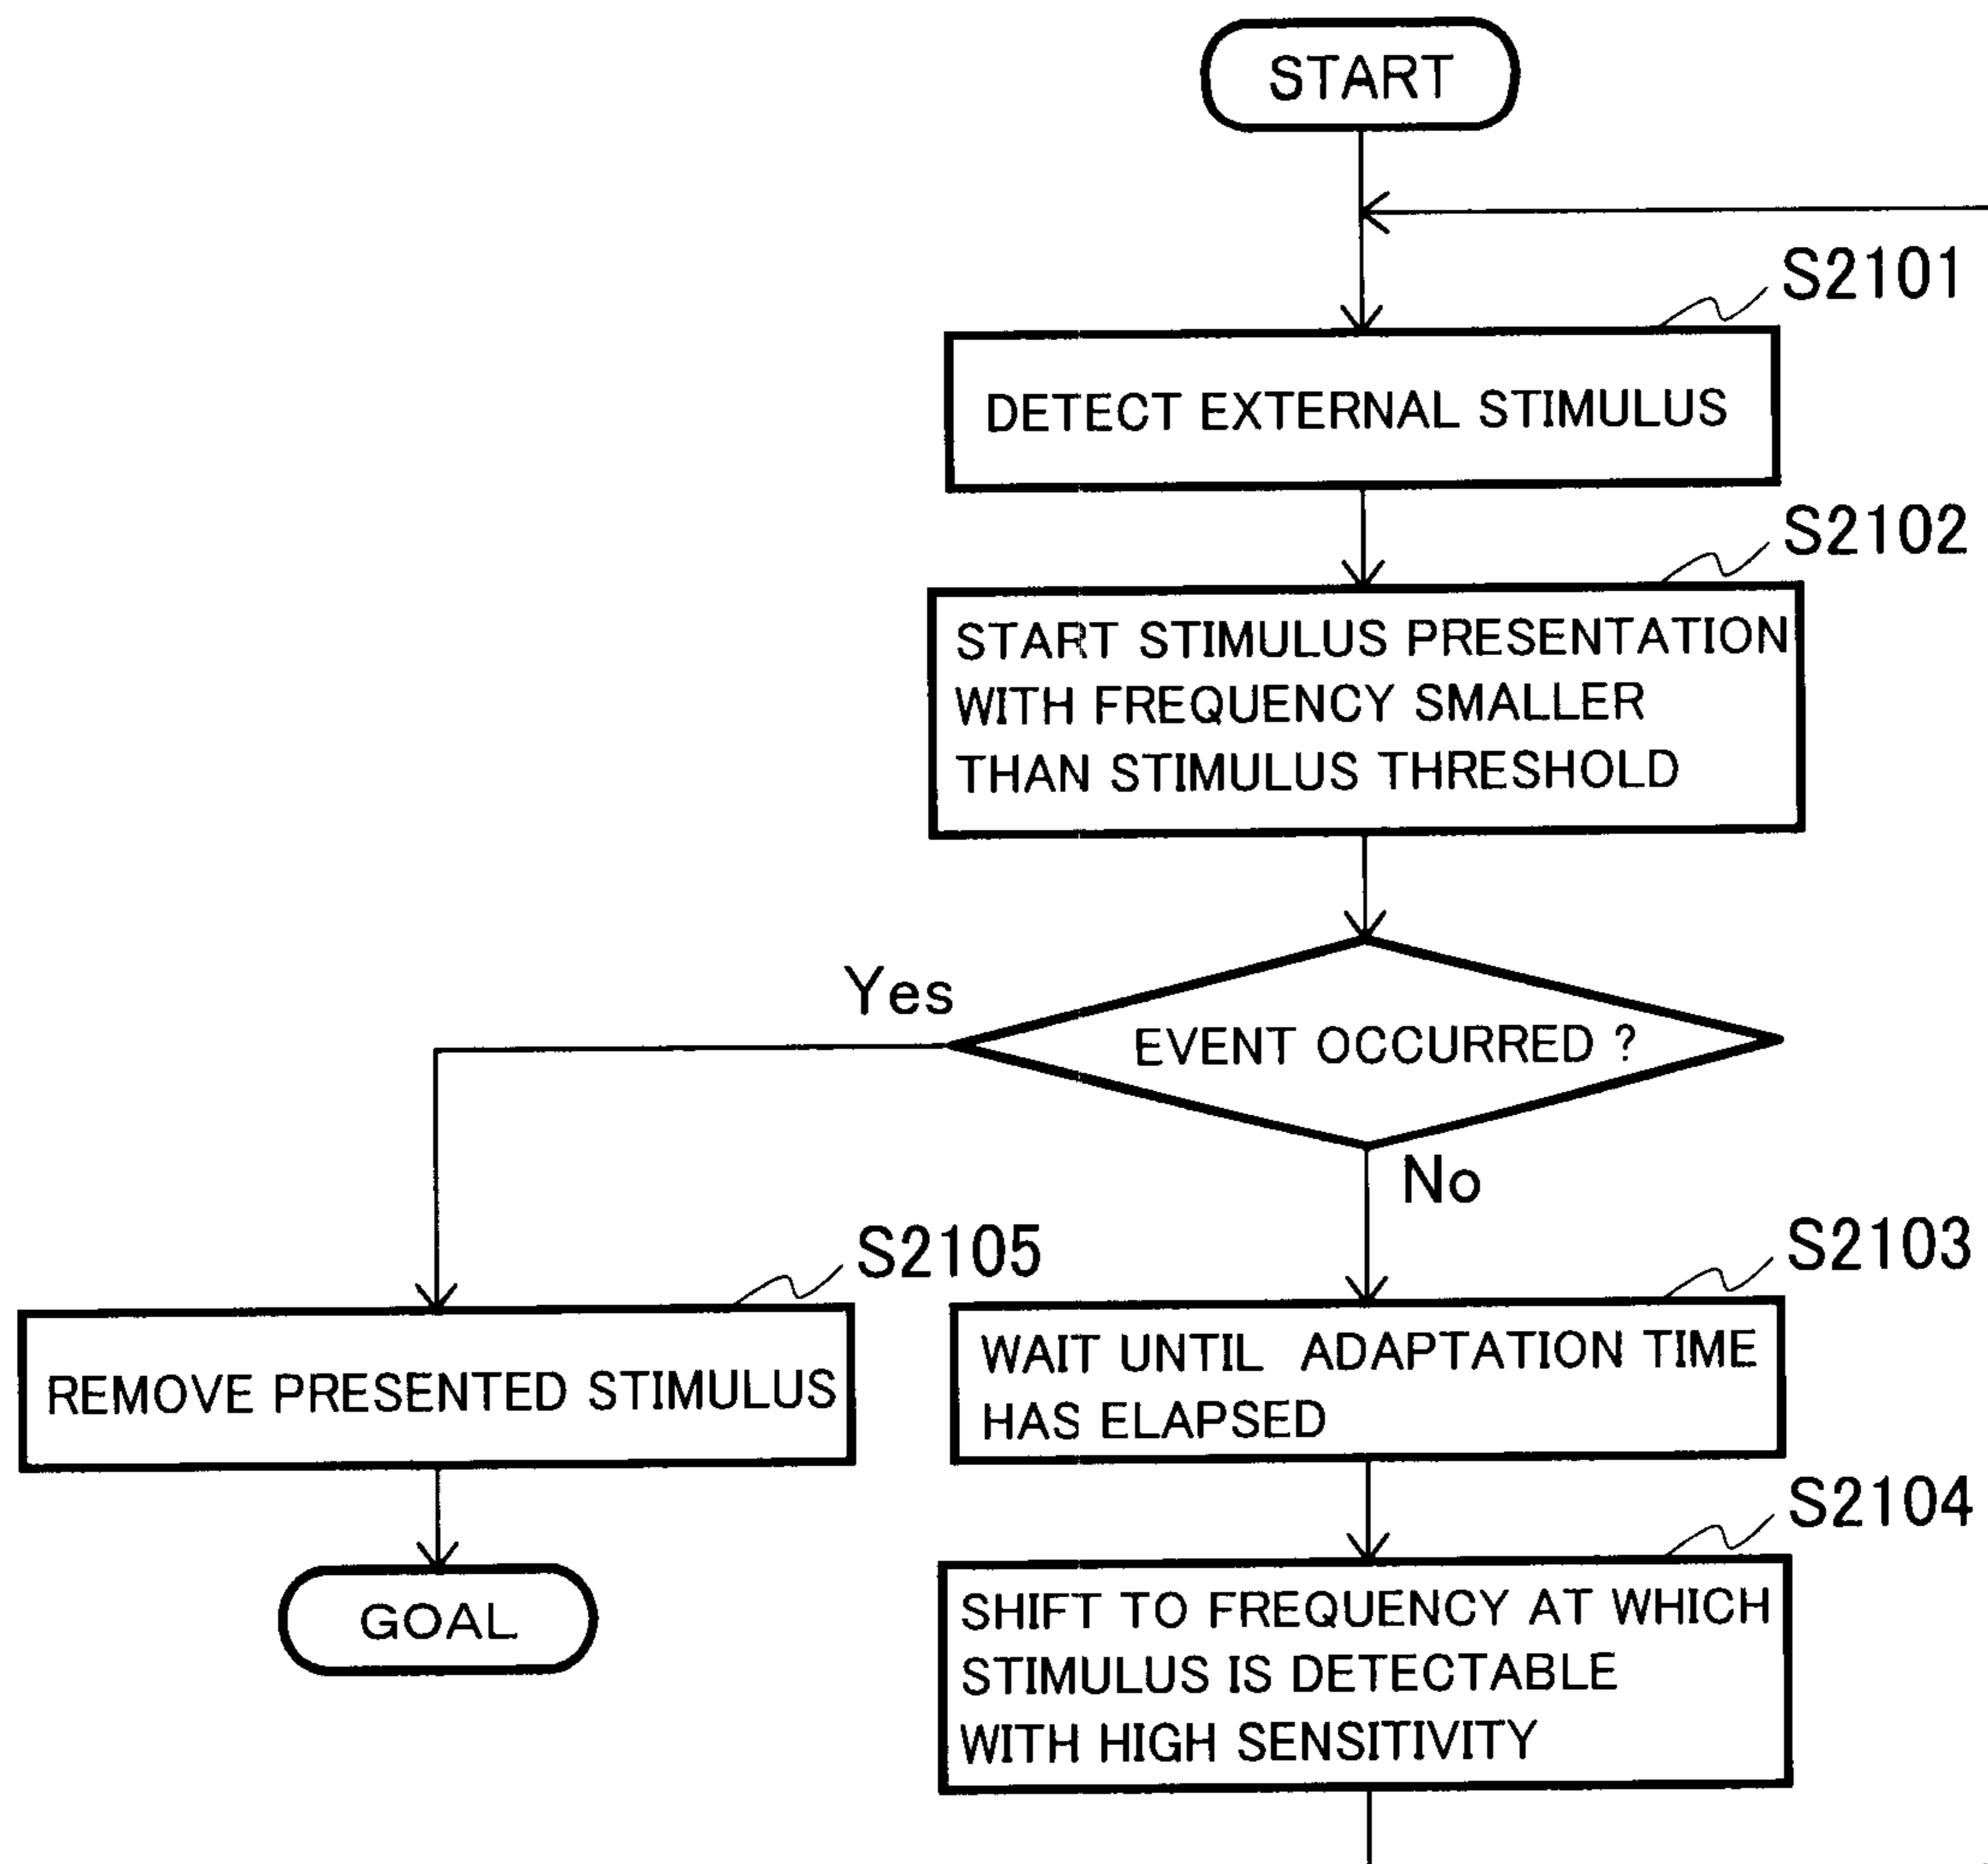 START
S2101
DETECT EXTERNAL STIMULUS
S2102
START STIMULUS PRESENTATION
WITH FREQUENCY SMALLER
THAN STIMULUS THRESHOLD
Yes
EVENT OCCURRED ?
No
S2105
REMOVE PRESENTED STIMULUS
GOAL
S2103
WAIT UNTIL ADAPTATION TIME
HAS ELAPSED
S2104
SHIFT TO FREQUENCY AT WHICH
STIMULUS IS DETECTABLE
WITH HIGH SENSITIVITY